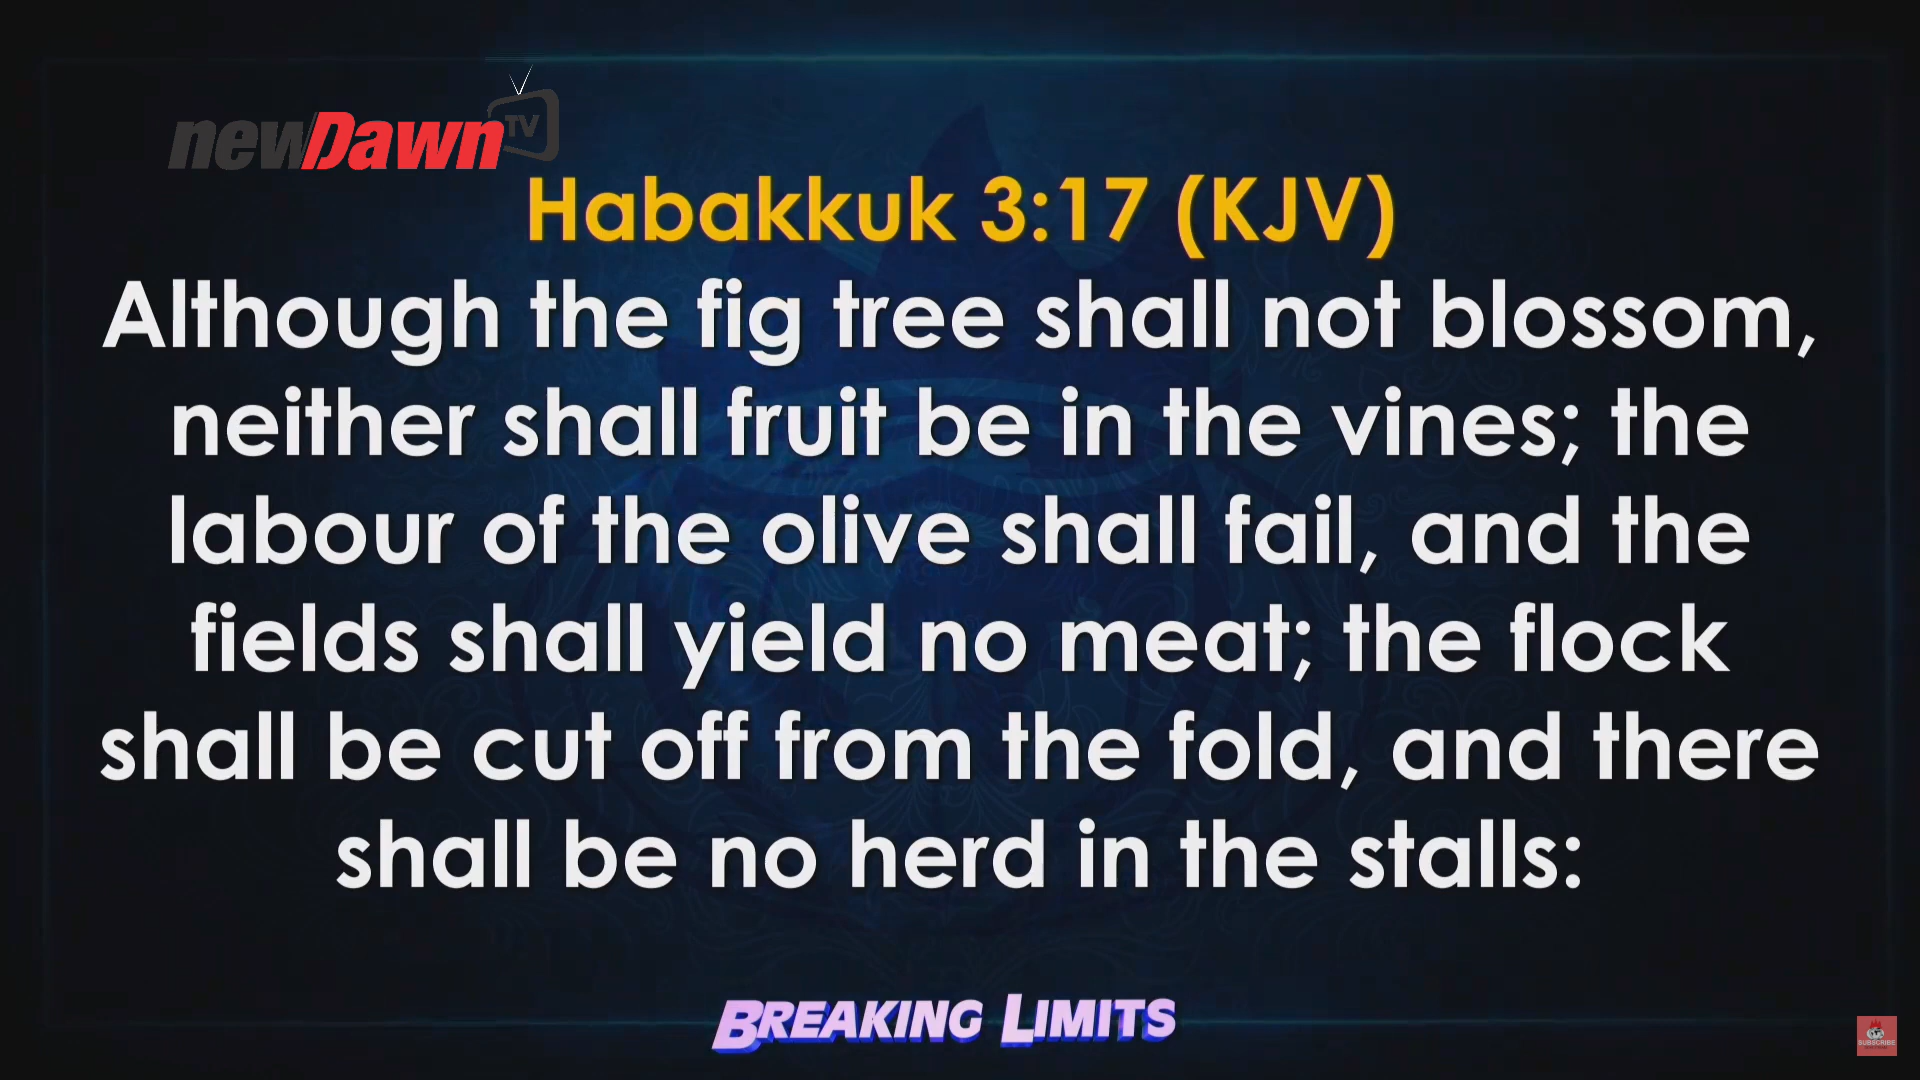 newDawn TV
Habakkuk 3:17 (KJV)
Although the fig tree shall not blossom,
neither shall fruit be in the vines; the
labour of the olive shall fail, and the
fields shall yield no meat; the flock
shall be cut off from the fold, and there
shall be no herd in the stalls:
BREAKING LIMITS
SUBSCRIBE